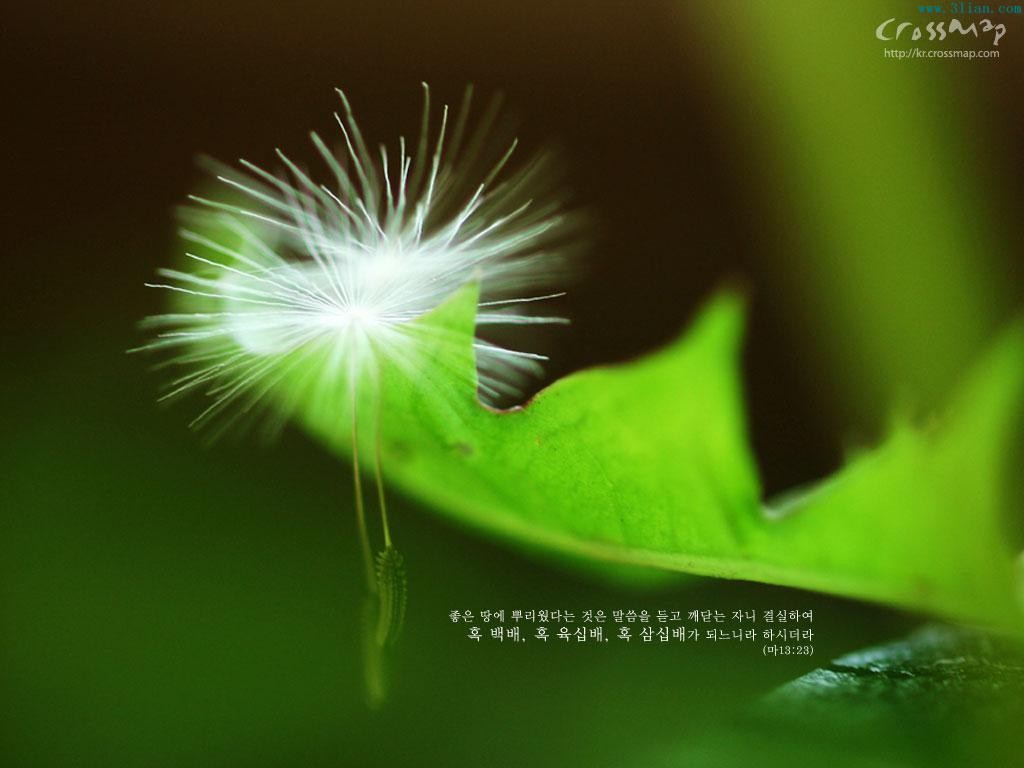 www.3lian.com
crossmap
http://kr.crossmap.com
좋은 땅에 뿌리웠다는 것은 말씀을 듣고 깨닫는 자니 결실하여
혹 백배, 혹 육십배, 혹 삼십배가 되느니라 하시더라
(마13:23)